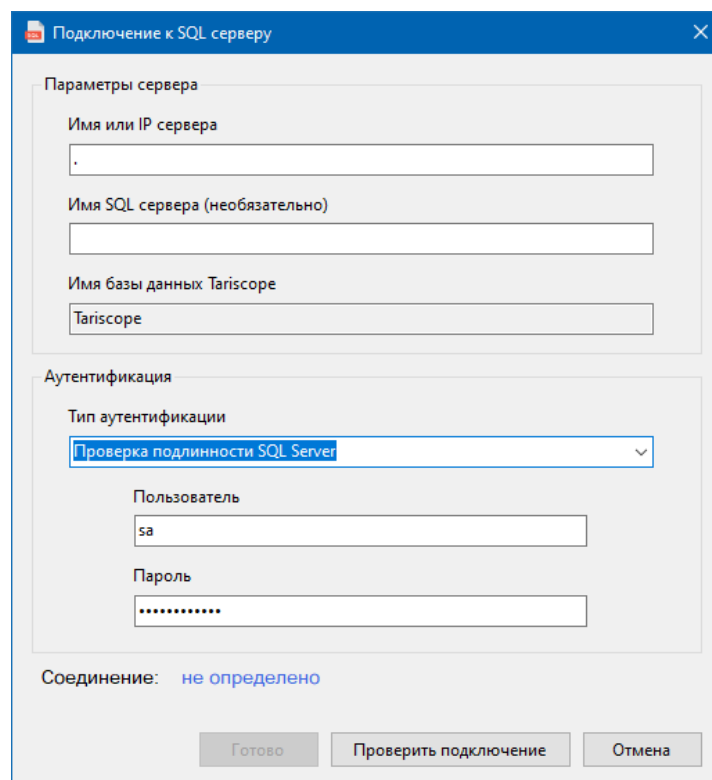 Подключение к SQL серверу
Параметры сервера
Имя или IP сервера
.
Имя SQL сервера (необязательно)
Имя базы данных Tariscope
Tariscope
Аутентификация
Тип аутентификации
Проверка подлинности SQL Server
Пользователь
sa
Пароль
••••••••••••
Соединение: не определено
Готово Проверить подключение Отмена